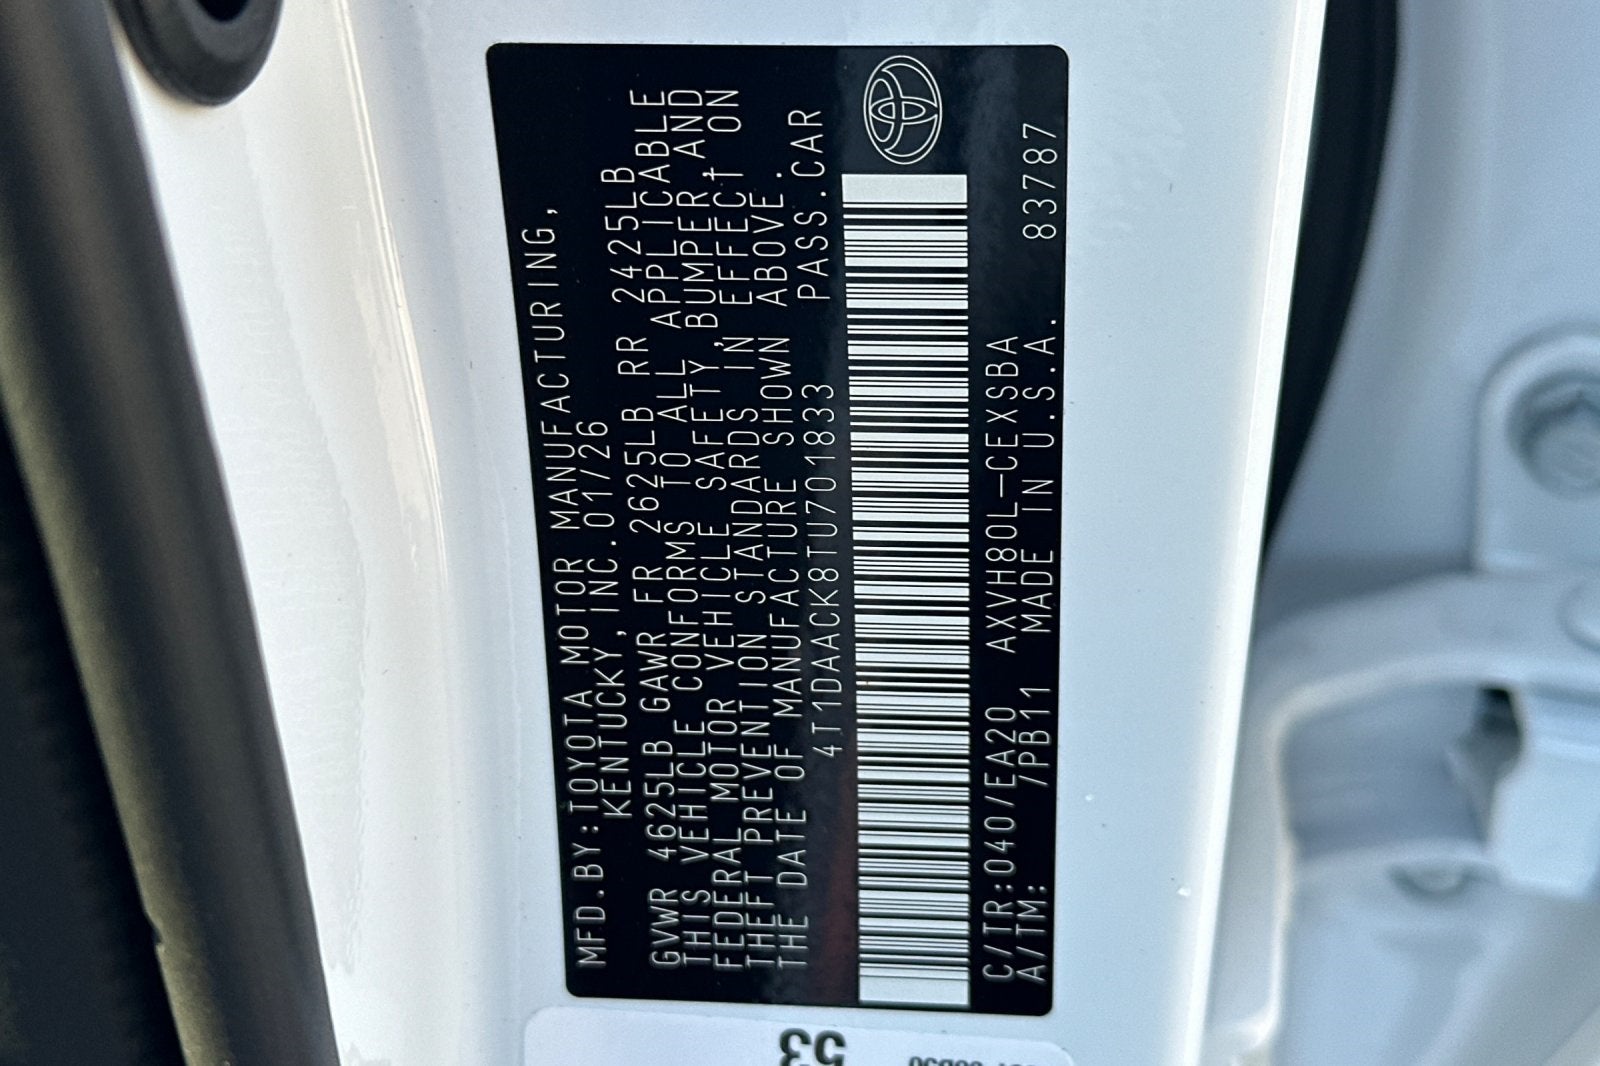 MFD.BY:TOYOTA MOTOR MANUFACTURING,
KENTUCKY,INC.01/26
GVWR 4625LB GAWR FR 2625LB RR 2425LB
THIS VEHICLE CONFORMS TO ALL APPLICABLE
FEDERAL MOTOR VEHICLE SAFETY,BUMPER,AND
THEFT PREVENTION STANDARDS IN EFFECT ON
THE DATE OF MANUFACTURE SHOWN ABOVE.
4T1DAACK8TU701833 PASS.CAR
C/TR:040/EA20 AXVH80L-CEXSBA 83787
A/TM: /PB11 MADE IN U.S.A.
53